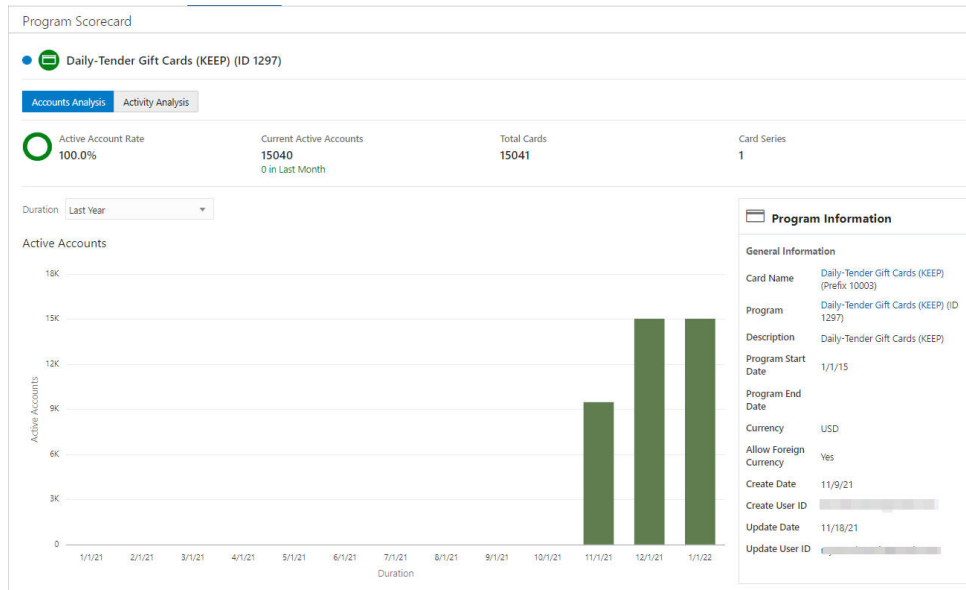 Program Scorecard
Daily-Tender Gift Cards (KEEP) (ID 1297)
Accounts Analysis Activity Analysis
Active Account Rate
100.0%
Current Active Accounts
15040
0 in Last Month
Total Cards
15041
Card Series
1
Duration Last Year
Active Accounts
18K
15K
12K
9K
6K
3K
0
Active Accounts
1/1/21 2/1/21 3/1/21 4/1/21 5/1/21 6/1/21 7/1/21 8/1/21 9/1/21 10/1/21 11/1/21 12/1/21 1/1/22
Duration
Program Information
General Information
Card Name Daily-Tender Gift Cards (KEEP)
(Prefix 10003)
Program Daily-Tender Gift Cards (KEEP) (ID
1297)
Description Daily-Tender Gift Cards (KEEP)
Program Start
Date 1/1/15
Program End
Date
Currency USD
Allow Foreign
Currency Yes
Create Date 11/9/21
Create User ID
Update Date 11/18/21
Update User ID